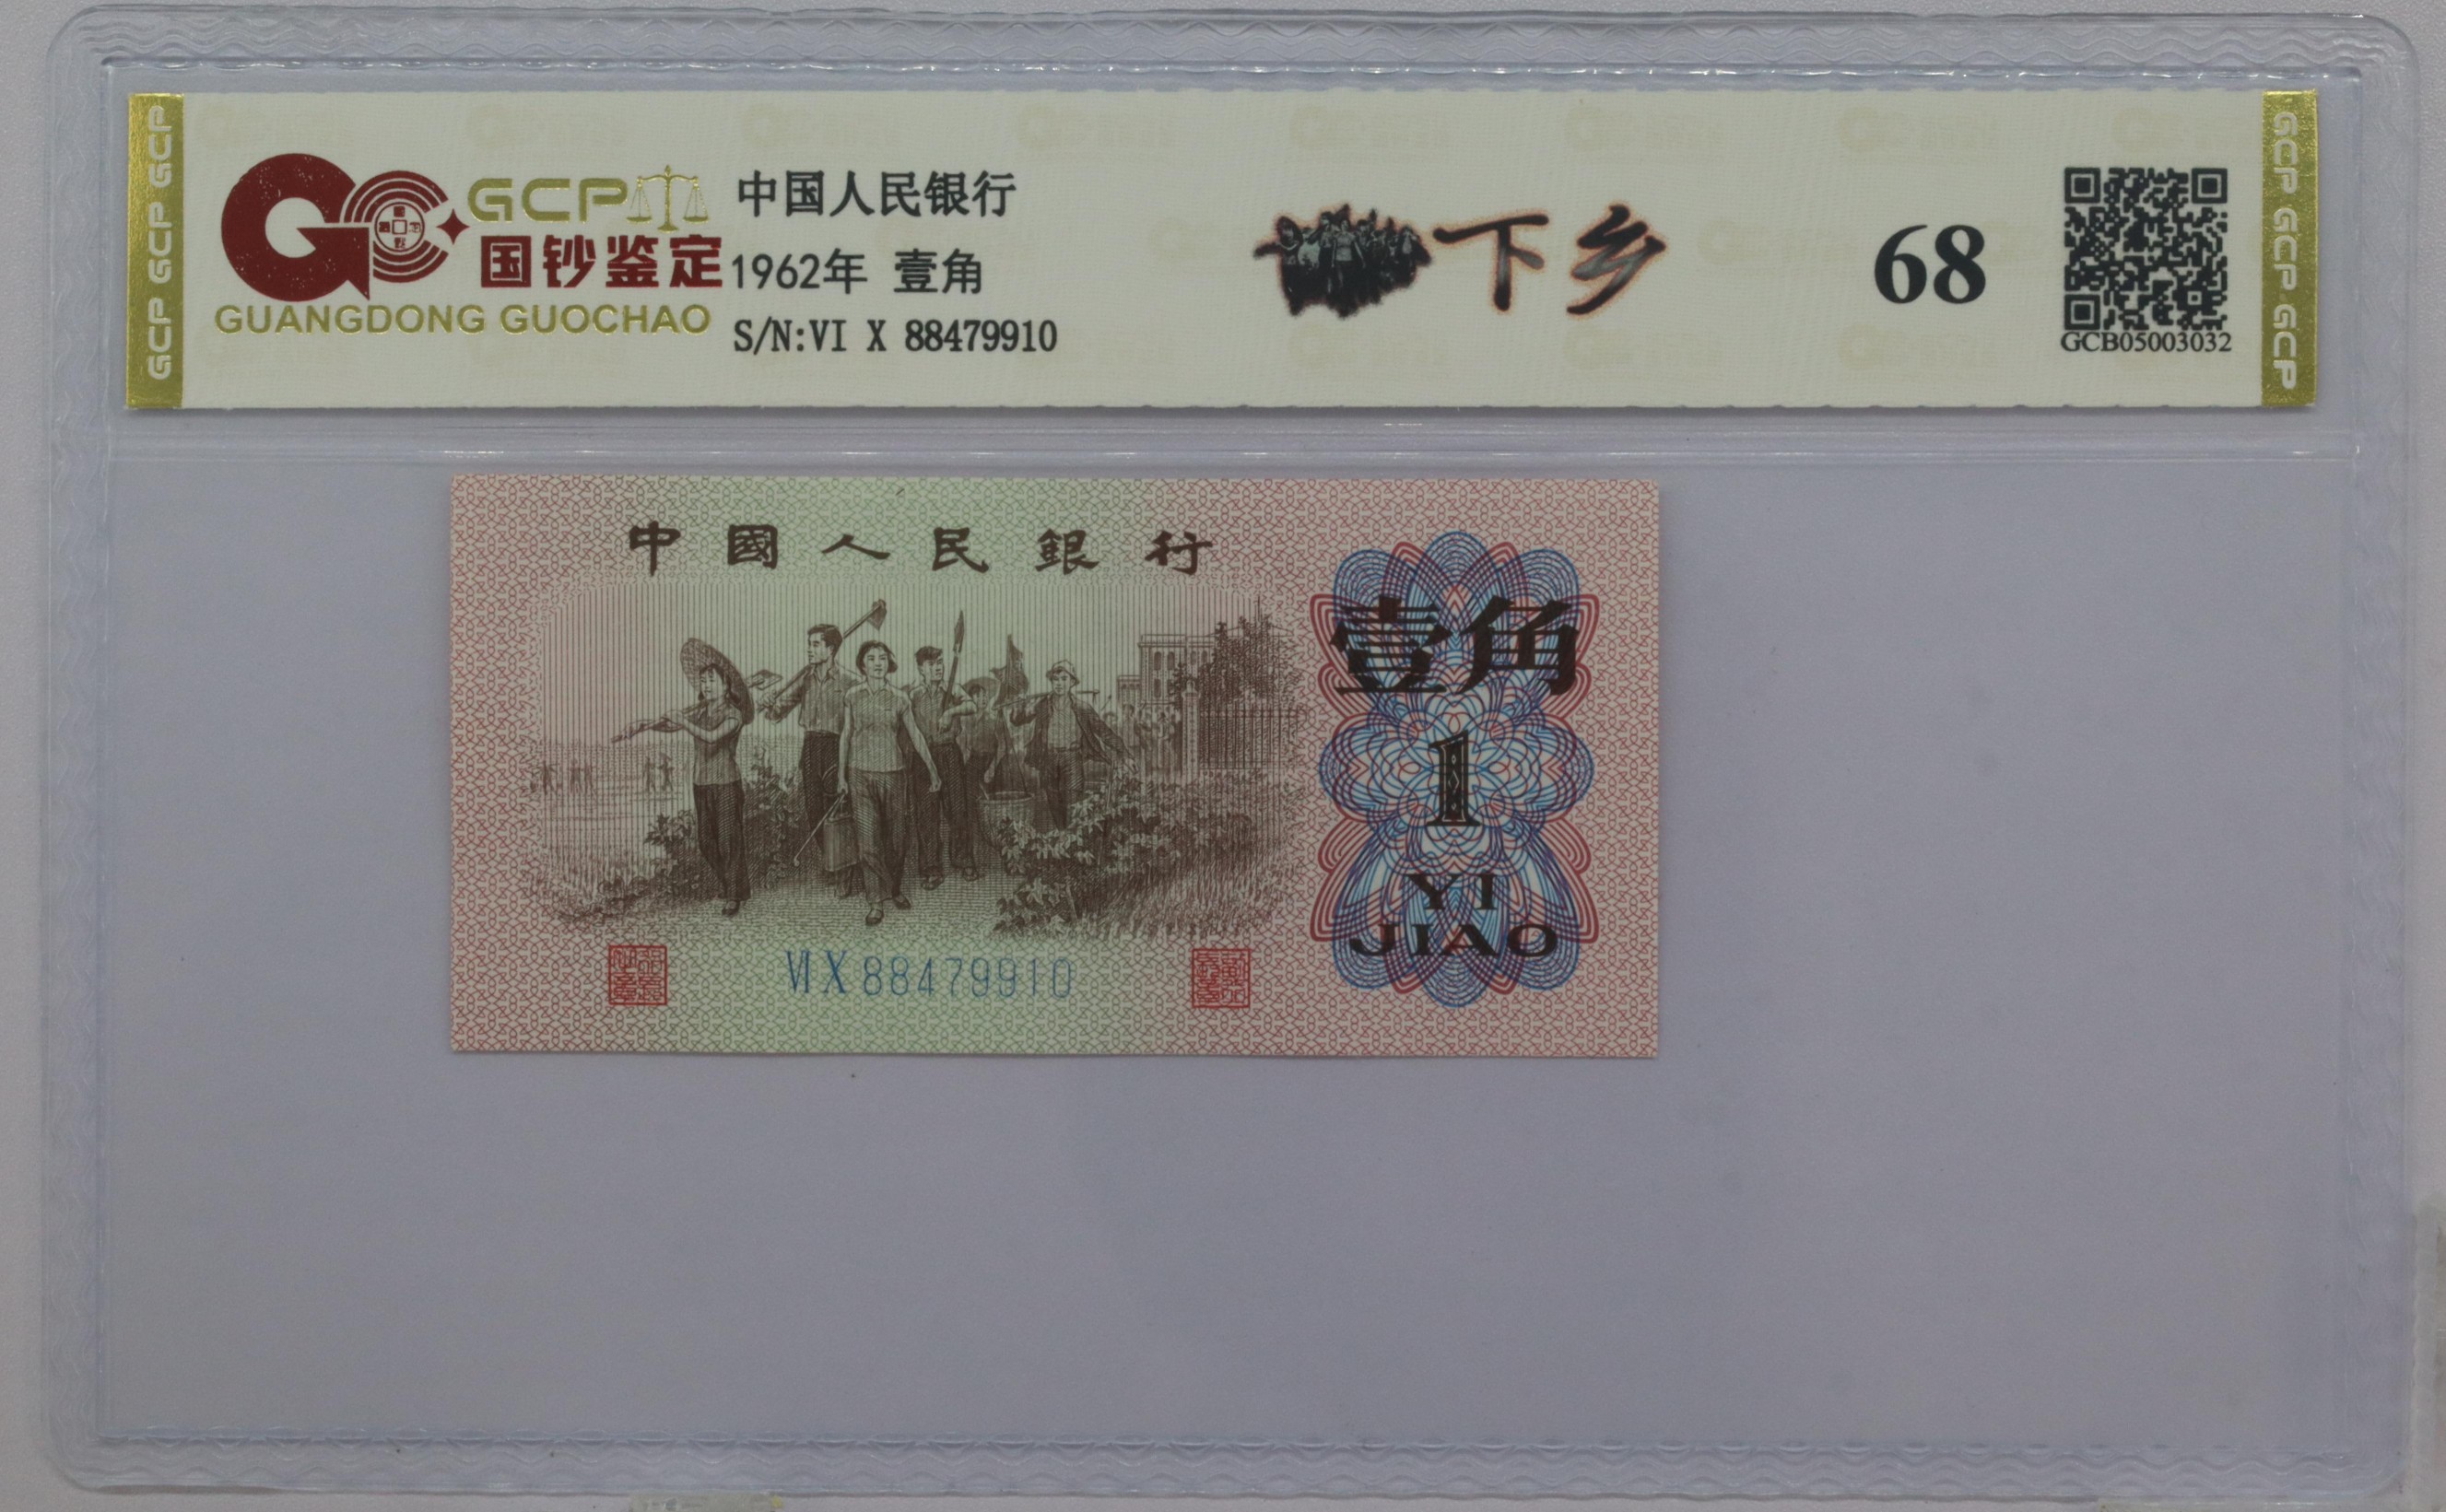 GCP GCP GCP
GCP
国钞鉴定
GUANGDONG GUOCHAO
中国人民银行
1962年 壹角
S/N:VI X 88479910
下乡
68
GCB05003032
GCP GCP GCP
中國人民銀行
壹角
1
YI
JIAO
VI X 88479910